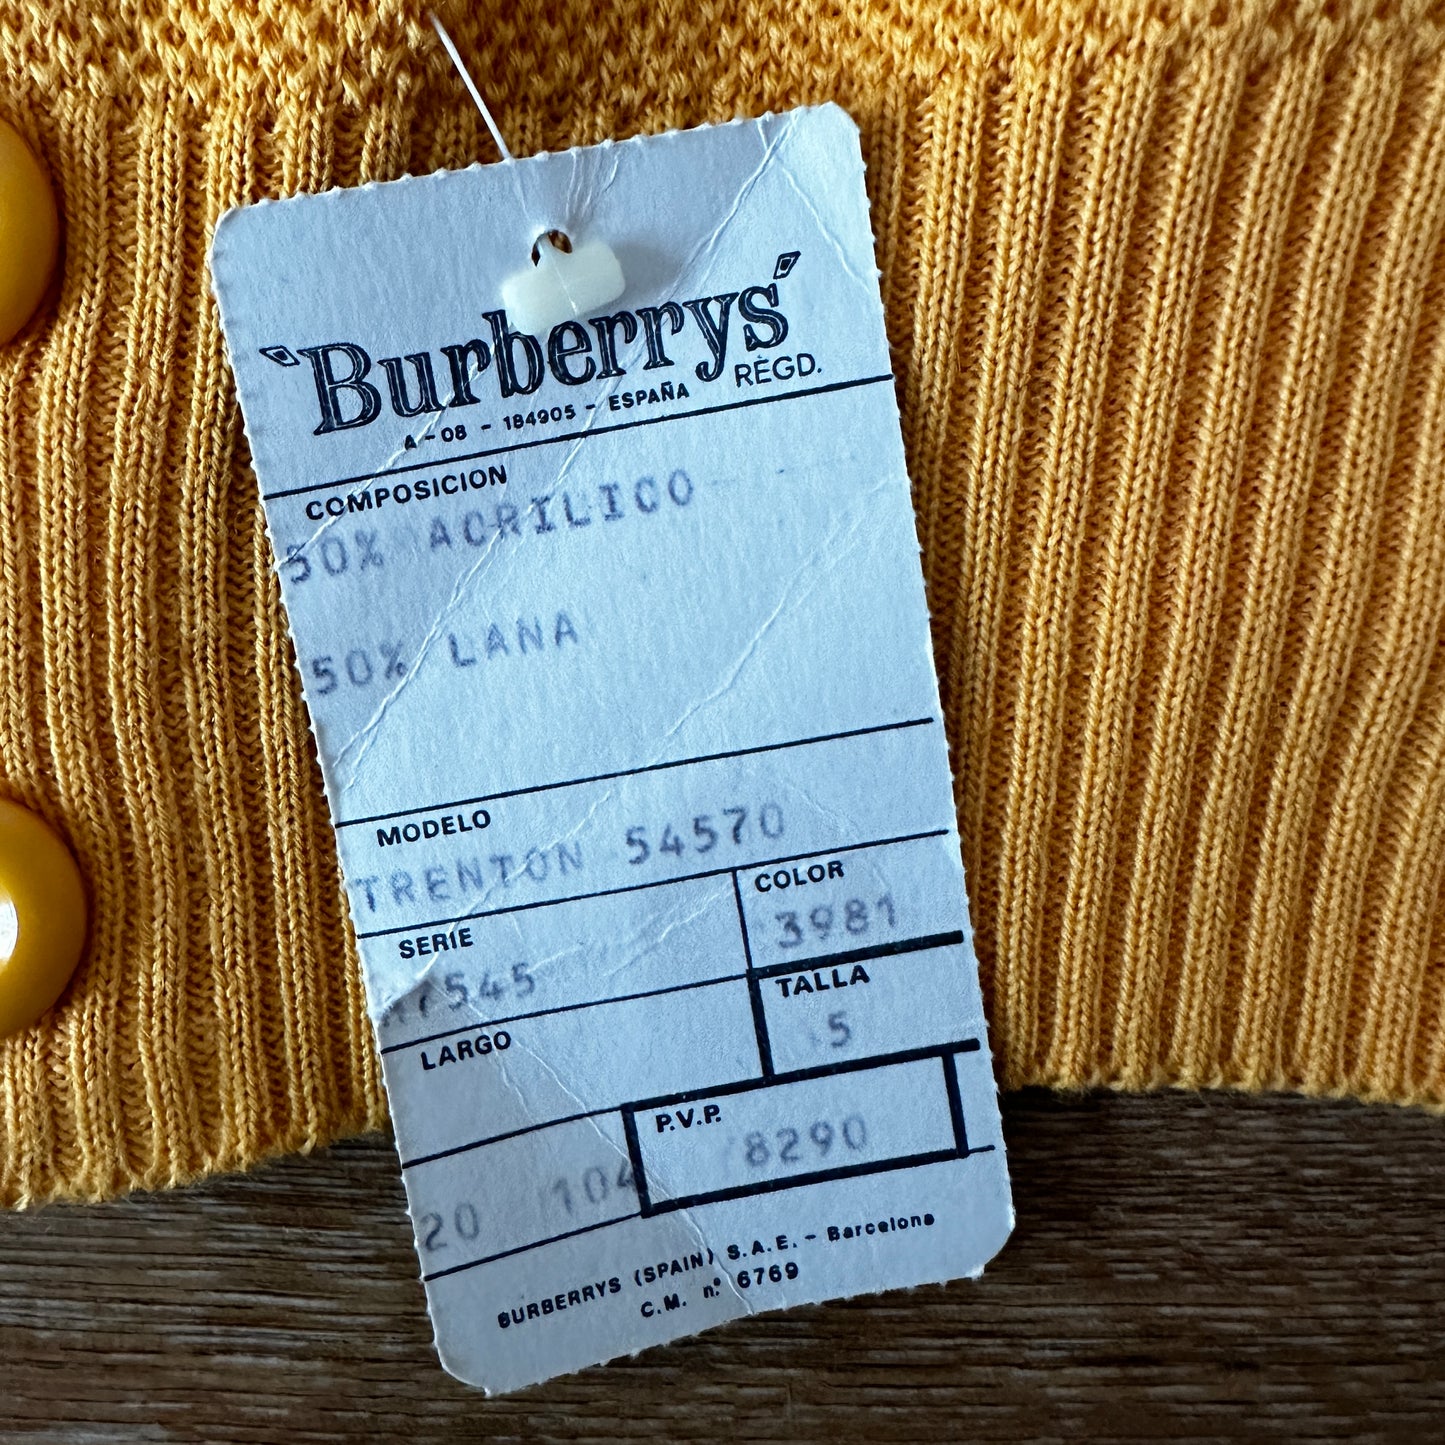 'Burberrys'
REGD.
A-08 - 184905 - ESPAÑA
COMPOSICION
50% ACRILICO
50% LANA
MODELO
TRENTON 54570
SERIE
COLOR
3981
TALLA
5
LARGO
P.V.P.
8290
20 104
BURBERRYS (SPAIN) S.A.E. - Barcelona
C.M. nº 6769